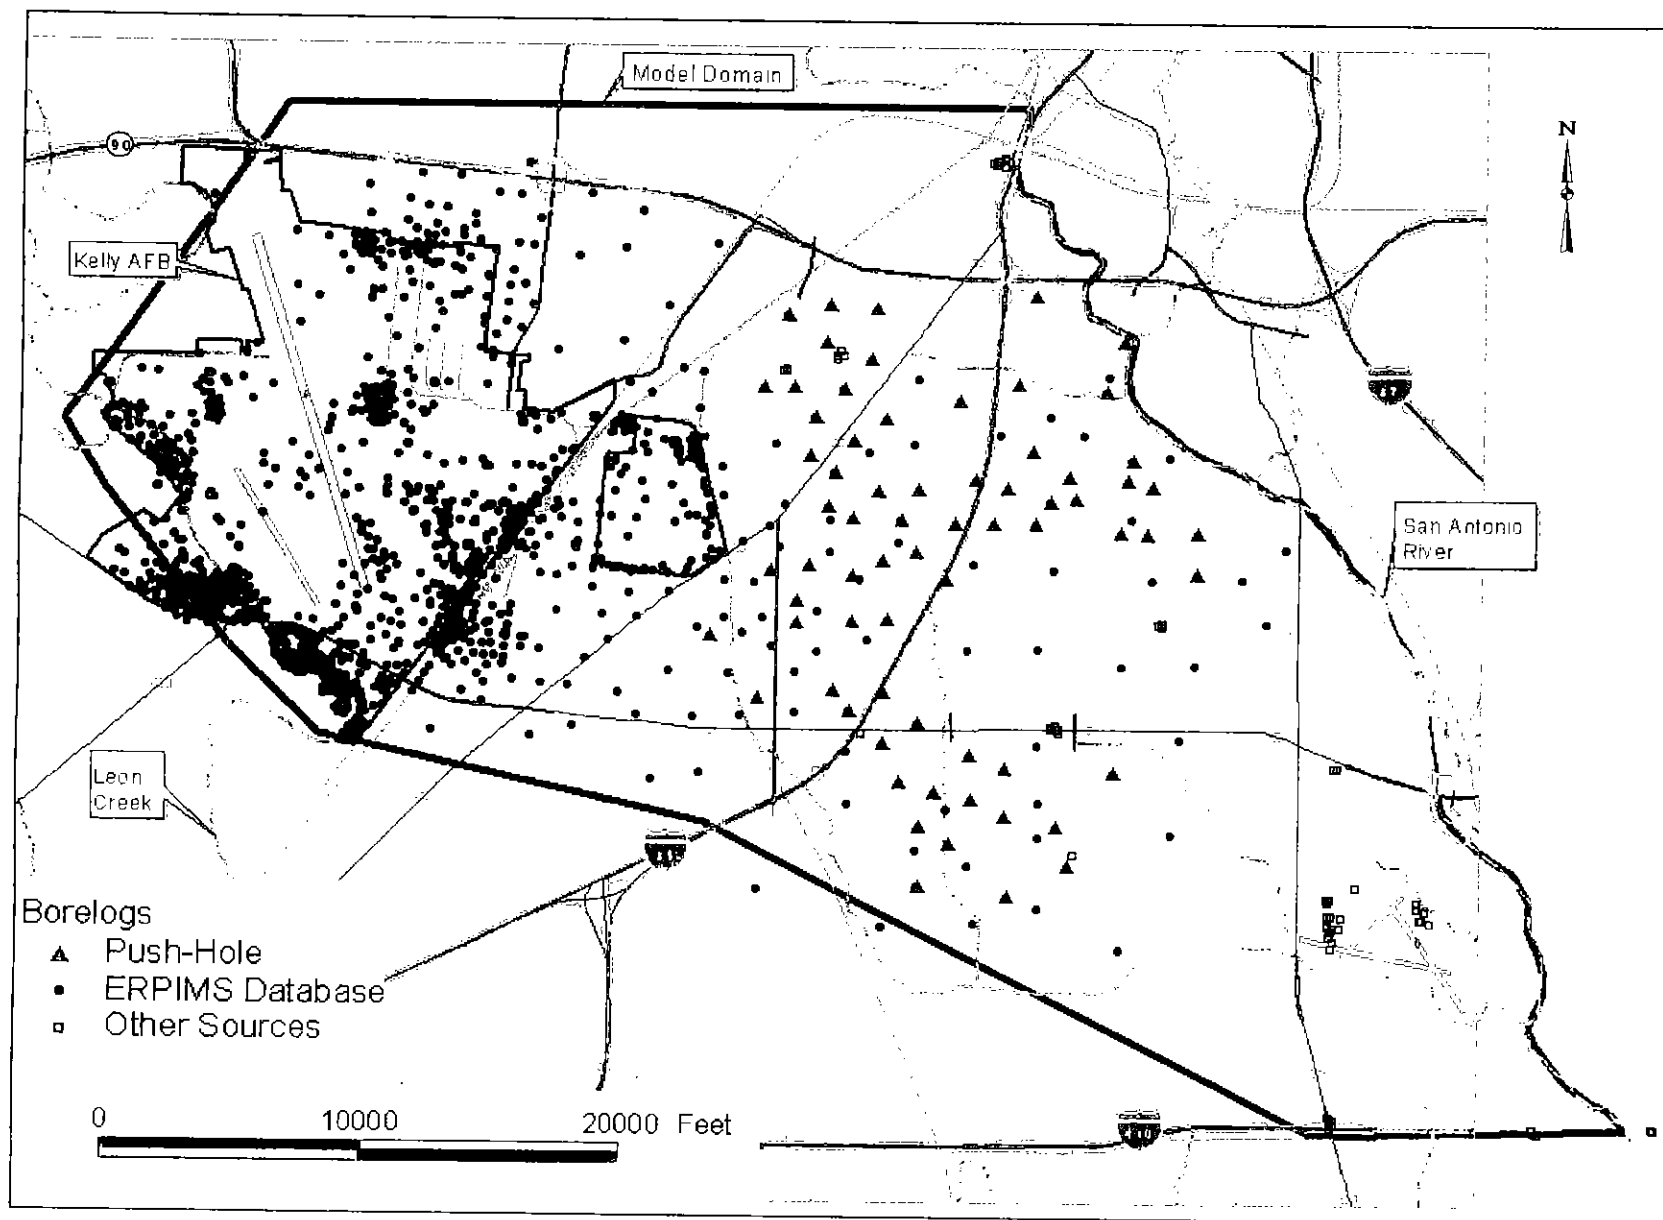 Model Domain
90
N
Kelly AFB
37
San Antonio
River
Leon
Creek
Borelogs
Push-Hole
ERPIMS Database
Other Sources
0
10000
20000 Feet